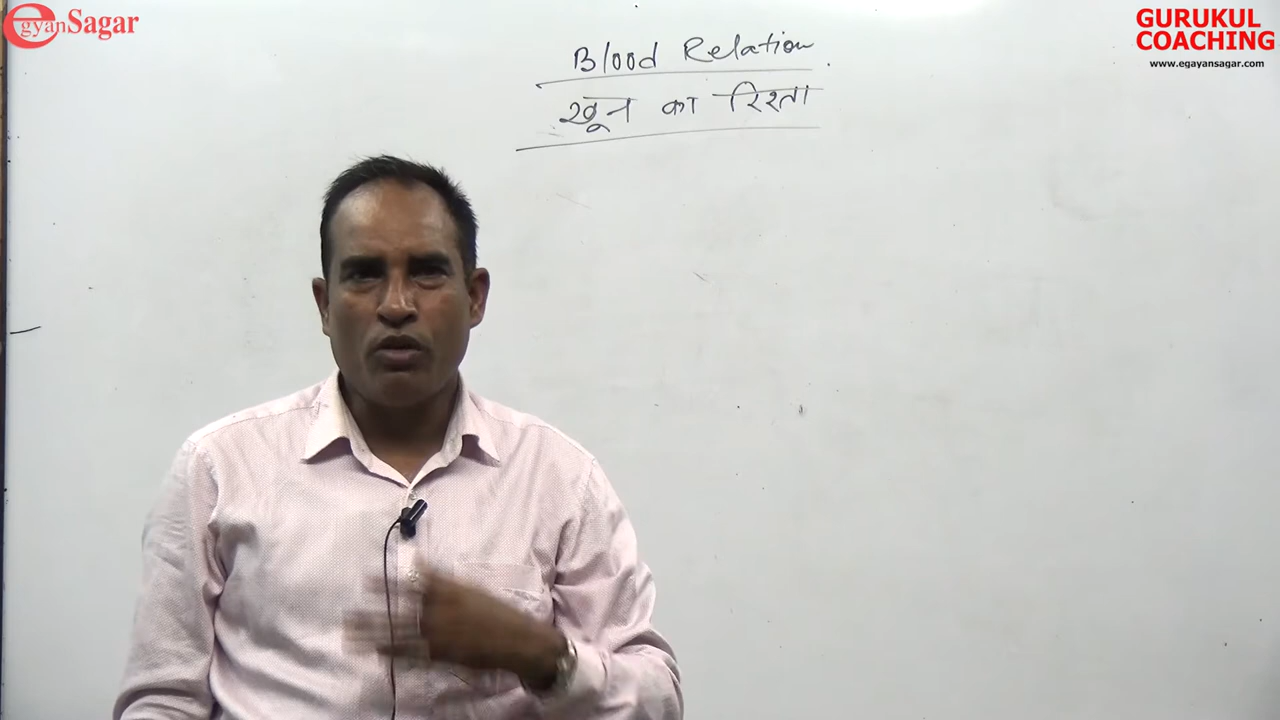 egyanSagar
GURUKUL
COACHING
www.egayansagar.com
Blood Relation
खून का रिश्ता